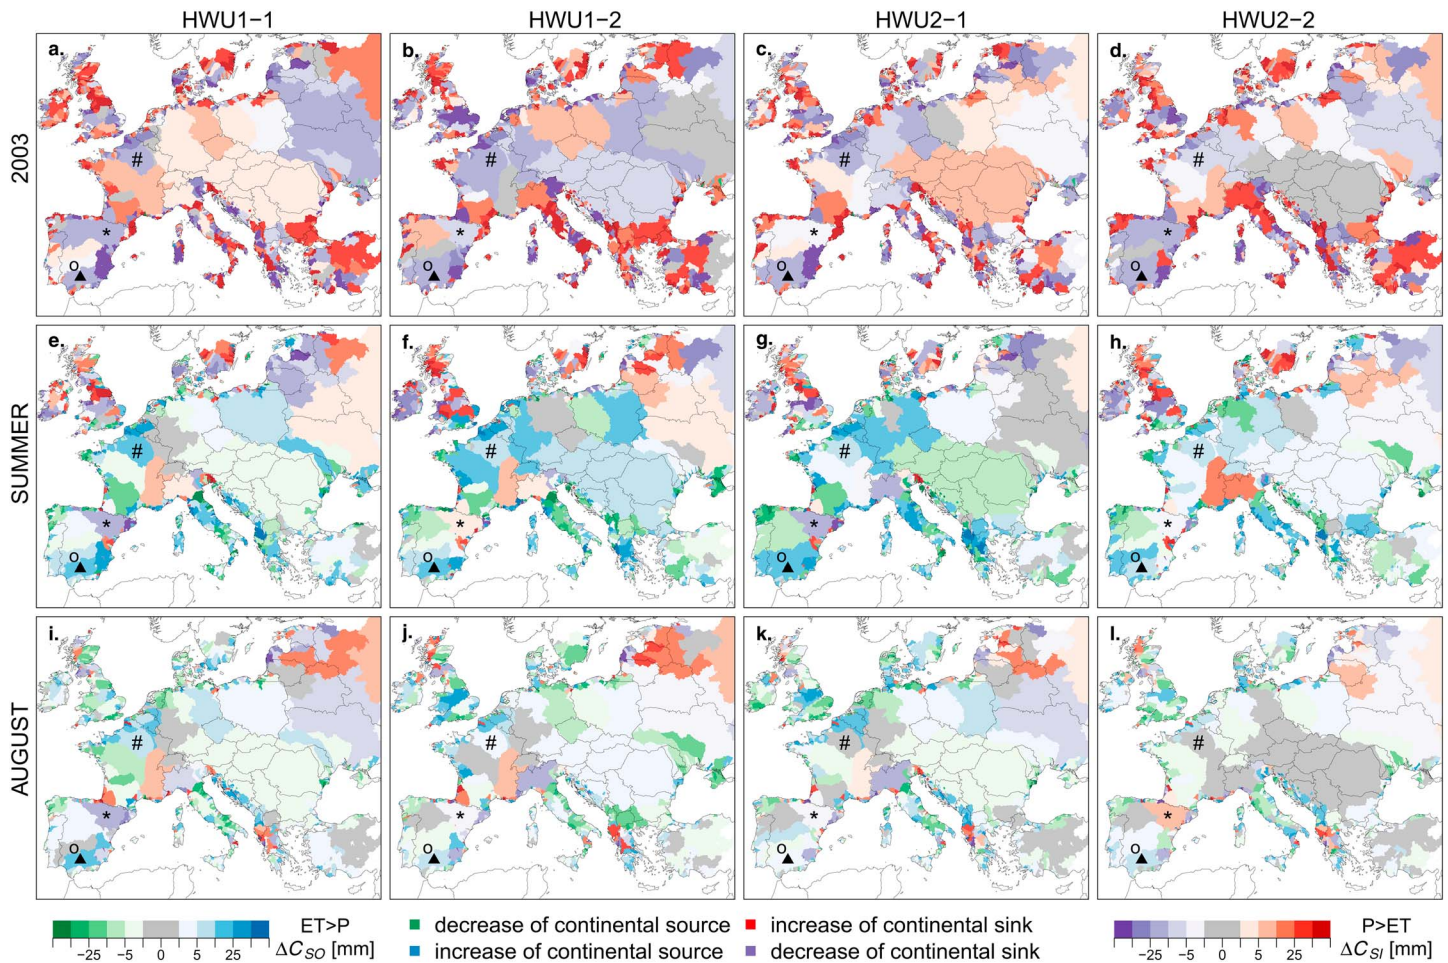 HWU1−1 HWU1−2 HWU2−1 HWU2−2
2003
a. b. c. d.
# # # #
* * * *
o o o o
SUMMER
e. f. g. h.
# # # #
* * * *
o o o o
AUGUST
i. j. k. l.
# # # #
* * * *
o o o o
ET>P
ΔC_SO [mm]
−25 −5 0 5 25
decrease of continental source
increase of continental source
increase of continental sink
decrease of continental sink
P>ET
ΔC_SI [mm]
−25 −5 0 5 25